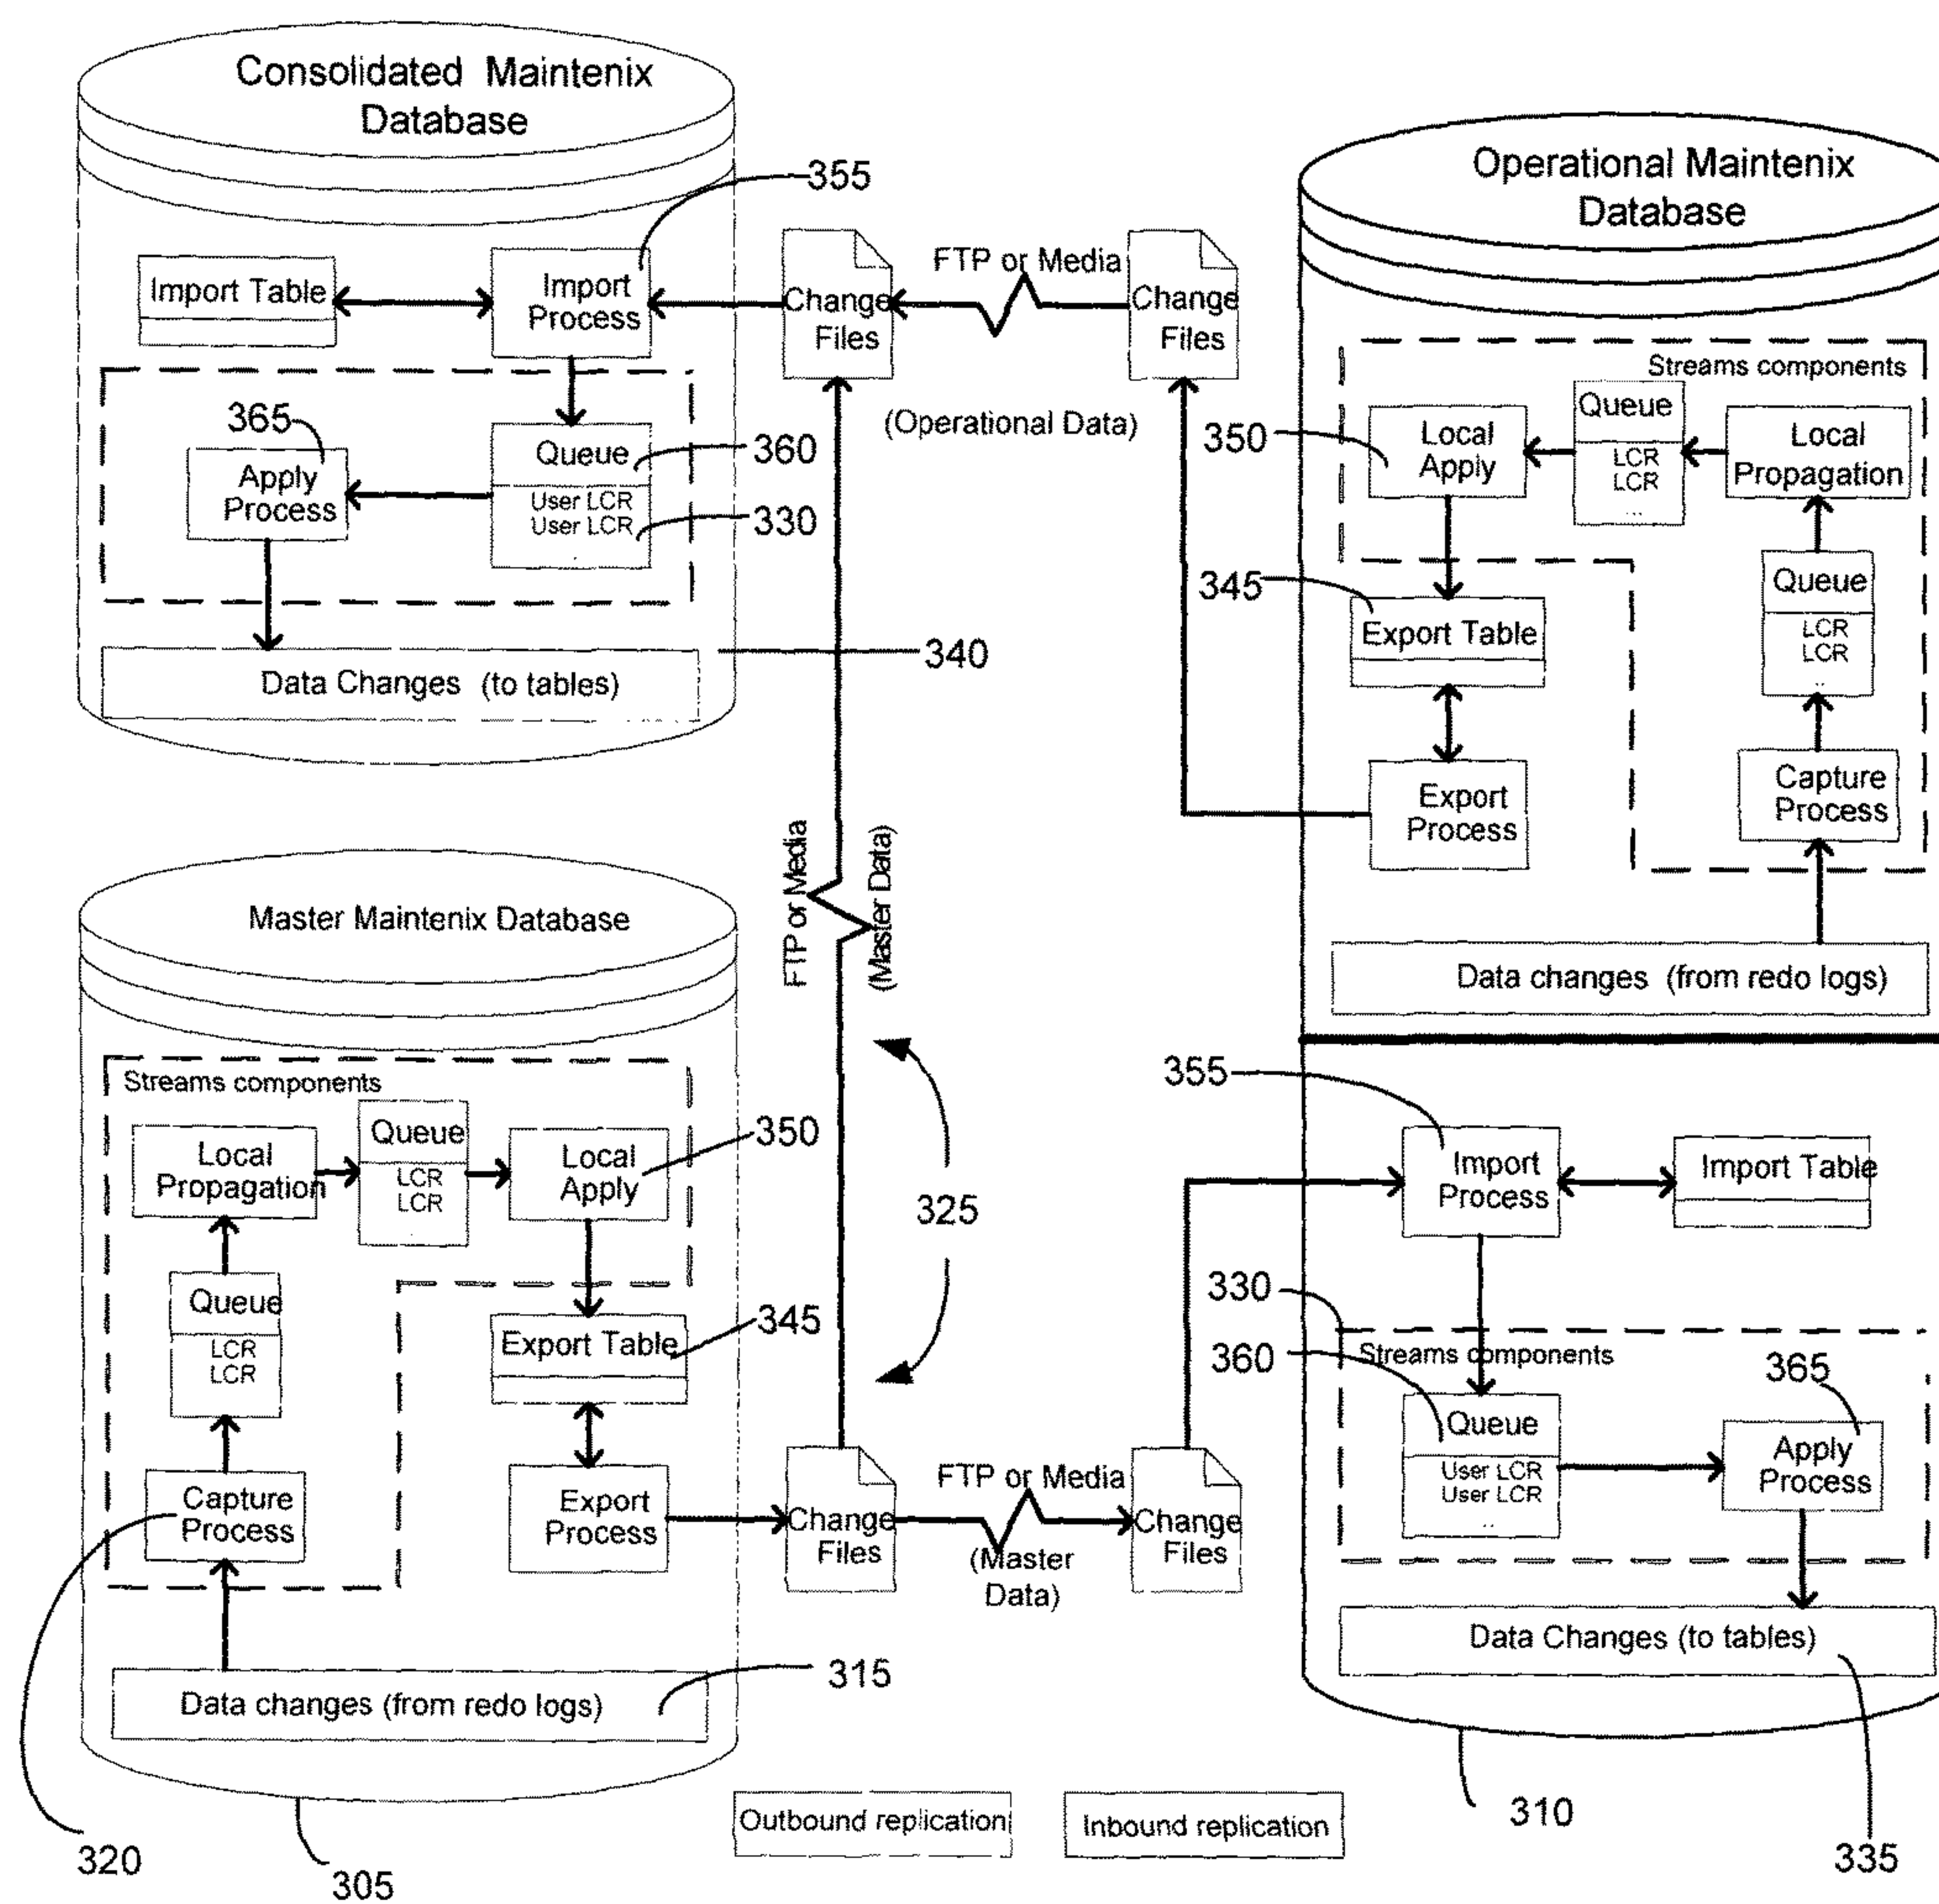 Consolidated Maintenix
Database
355
Import Table
Import
Process
Change
Files
FTP or Media
Change
Files
(Operational Data)
365
Apply
Process
Queue
User LCR
User LCR
.
360
330
Data Changes (to tables)
340
Operational Maintenix
Database
Streams components
350
Local
Apply
Queue
LCR
LCR
...
Local
Propagation
345
Export Table
Queue
LCR
LCR
..
Export
Process
Capture
Process
Data changes (from redo logs)
FTP or Media
(Master Data)
Master Maintenix Database
Streams components
Local
Propagation
Queue
LCR
LCR
.
Local
Apply
350
325
Queue
LCR
LCR
Export Table
345
Capture
Process
Export
Process
Change
Files
FTP or Media
(Master
Data)
Change
Files
Data changes (from redo logs)
315
320
305
355
Import
Process
Import Table
330
360
Streams components
365
Queue
User LCR
User LCR
..
Apply
Process
Data Changes (to tables)
310
335
Outbound replication
Inbound replication